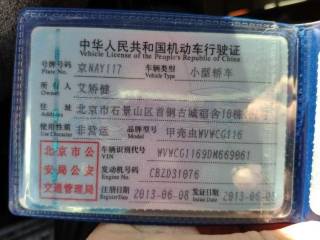 中华人民共和国机动车行驶证
Vehicle License of the People's Republic of China
号牌号码 京NAY117 车辆类型 小型轿车
Plate No. Vehicle Type
所有人 艾娇健
Owner
住址 北京市石景山区首钢古城宿舍10栋
Address
使用性质 非营运 品牌型号 甲壳虫WVWCG116
Use Character Model
北京市公安局公安交通管理局
车辆识别代号 WVWCG1169DM669061
VIN
发动机号码 CBZD31076
Engine No.
注册日期 2013-06-08 发证日期 2013-06-08
Register Date Issue Date